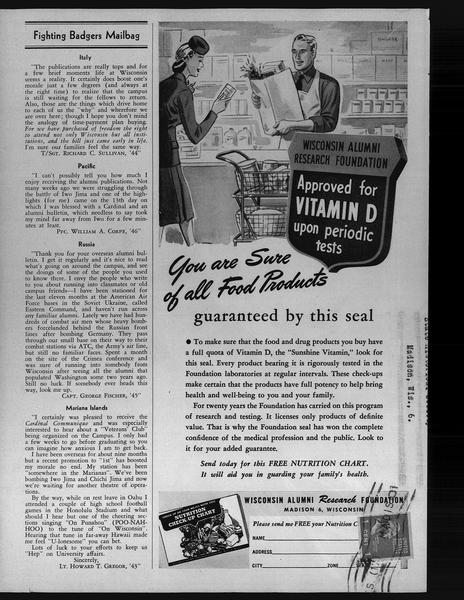 Fighting Badgers Mailbag
Italy
"The publications are really tops and for
a few brief moments life at Wisconsin
seems a reality. It certainly does boost one's
morale just a few degrees (and always at
the right time) to realize that the campus
is still waiting for the fellows to return.
Also, those are the things which drive home
to each of us the "why" and wherefore we
are over here; though I hope you don't mind
the analogy of time-payment plan buying.
For we have purchased of freedom the right
to attend not only Wisconsin but all insti-
tutions, and the bill just came early in life.
I'm sure our families feel the same way.
T/SGT. RICHARD C. SULLIVAN, '44"
Pacific
"I can't possibly tell you how much I
enjoy receiving the alumni publications. Not
many weeks ago we were struggling through
the battle of Iwo Jima and one of the high-
lights (for me) came on the 13th day on
which I was blessed with a Cardinal and an
alumni bulletin, which needless to say took
my mind far away from Iwo for a few min-
utes at least.
PFC. WILLIAM A. CORFE, '46"
Russia
"Thank you for your overseas alumni bul-
letin. I get it regularly and it's nice to read
what's going on around the campus, and see
the doings of some of the people you used
to know there. I envy the people who write
to you about running into classmates or old
campus friends—I have been stationed for
the last eleven months at the American Air
Force bases in the Soviet Ukraine, called
Eastern Command, and haven't run across
any familiar alumni. Lately we have had hun-
dreds of combat air men whose heavy bomb-
ers forcelanded behind the Russian front
lines after bombing Germany. They pass
through our small base on their way to their
combat stations via ATC, the Army's air line,
but still no familiar faces. Spent a month
on the site of the Crimea conference and
was sure of running into somebody from
Wisconsin after seeing all the alumni that
populated Washington some two years ago.
Still no luck. If somebody ever heads this
way, look me up.
CAPT. GEORGE FISCHER, '45"
Mariana Islands
"I certainly was pleased to receive the
Cardinal Communique and was especially
interested to hear about a "Veterans' Club"
being organized on the Campus. I only had
a few weeks to go before graduating so you
can imagine how anxious I am to get back.
I have been overseas for about nine months
but a recent promotion to "1st" has boosted
my morale no end. My station has been
"somewhere in the Marianas". We've been
bombing Iwo Jima and Chichi Jima and now
we're waiting for another theatre of opera-
tions.
By the way, while on rest leave in Oahu I
attended a couple of high school football
games in the Honolulu Stadium and what
should I hear but one of the cheering sec-
tions singing "On Punahou" (POO-NAH-
HOO) to the tune of "On Wisconsin".
Hearing that tune in far-away Hawaii made
me feel "U-lonesome" you can bet.
Lots of luck to your efforts to keep us
"Hep" on University affairs.
Sincerely,
LT. HOWARD T. GREGOR, '43"
WISCONSIN ALUMNI
RESEARCH FOUNDATION
Approved for
VITAMIN D
upon periodic
tests
You are Sure
of all Food Products
guaranteed by this seal
● To make sure that the food and drug products you buy have
a full quota of Vitamin D, the "Sunshine Vitamin," look for
this seal. Every product bearing it is rigorously tested in the
Foundation laboratories at regular intervals. These check-ups
make certain that the products have full potency to help bring
health and well-being to you and your family.
For twenty years the Foundation has carried on this program
of research and testing. It licenses only products of definite
value. That is why the Foundation seal has won the complete
confidence of the medical profession and the public. Look to
it for your added guarantee.
Send today for this FREE NUTRITION CHART.
It will aid you in guarding your family's health.
NUTRITION
CHECK-UP CHART
WISCONSIN ALUMNI Research FOUNDATION
MADISON 6, WISCONSIN
Please send me FREE your Nutrition C
NAME
ADDRESS
CITY ZONE
Madison, Wis., 6.